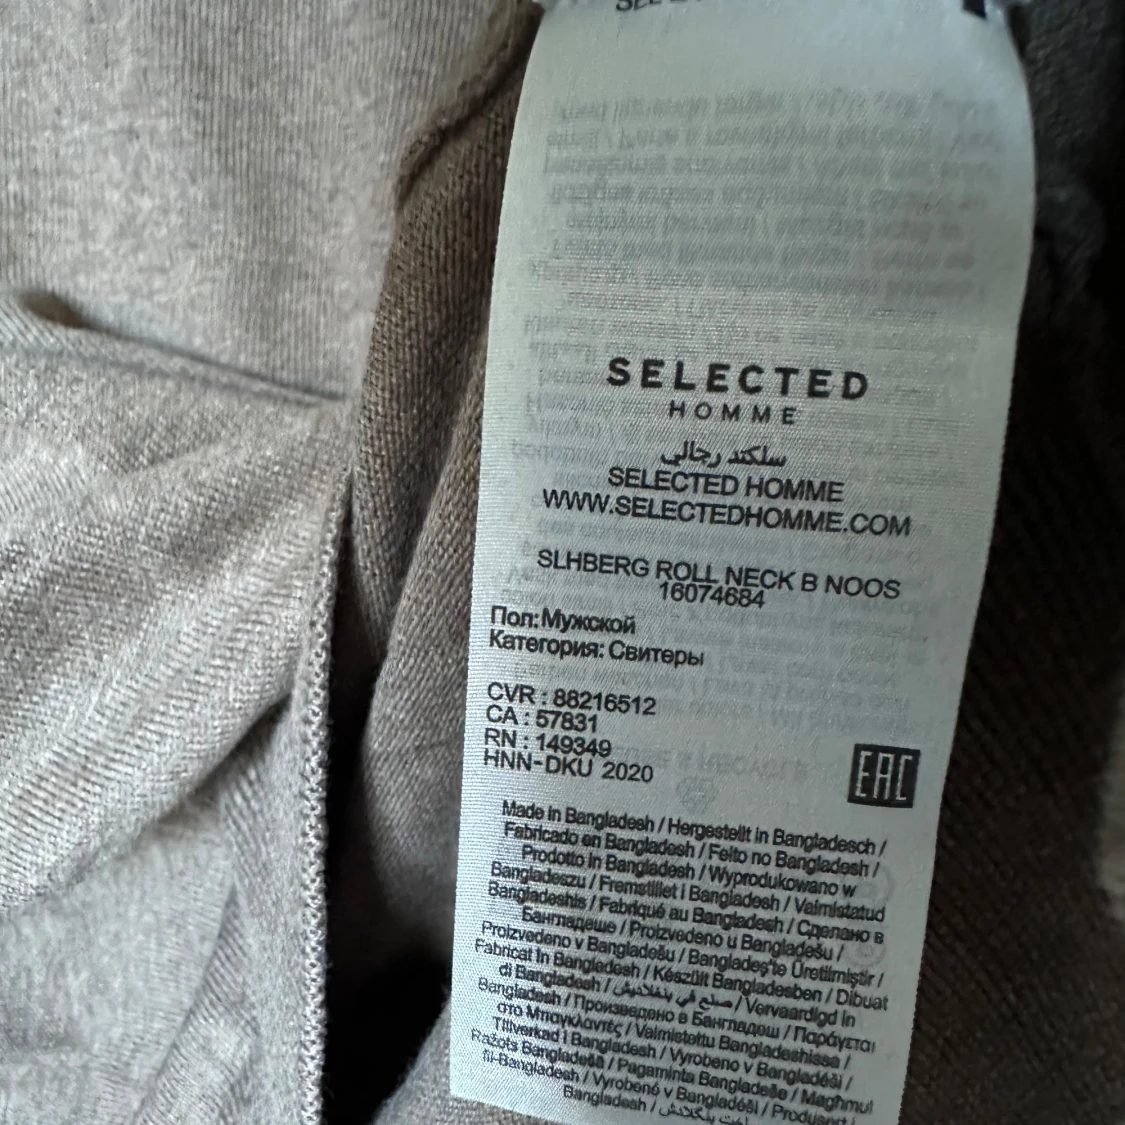 SELECTED
HOMME
سلكتد رجالي
SELECTED HOMME
WWW.SELECTEDHOMME.COM
SLHBERG ROLL NECK B NOOS
16074684
Пол: Мужской
Категория: Свитеры
CVR : 88216512
CA : 57831
RN : 149349
HNN-DKU 2020
EAC
Made in Bangladesh / Hergestellt in Bangladesch /
Fabricado en Bangladesh / Feito no Bangladesh /
Prodotto in Bangladesh / Wyprodukowano w
Bangladeszu / Fremstillet i Bangladesh / Valmistatud
Bangladeshis / Fabriqué au Bangladesh / Сделано в
Бангладеше / Proizvedeno u Bangladešu /
Proizvedeno v Bangladešu / Bangladeş'te Üretilmiştir /
Fabricat în Bangladesh / Készült Bangladesben / Dibuat
di Bangladesh / صنع في بنغلاديش / Vervaardigd in
Bangladesh / Произведено в Бангладеш / Παράγεται
στο Μπαγκλαντές / Valmistettu Bangladeshissa /
Tillverkad i Bangladesh / Vyrobeno v Bangladéši /
Ražots Bangladešā / Pagaminta Bangladeše / Maghmul
fil-Bangladesh / Vyrobené v Bangladéši / Produsert i
Bangladesh /